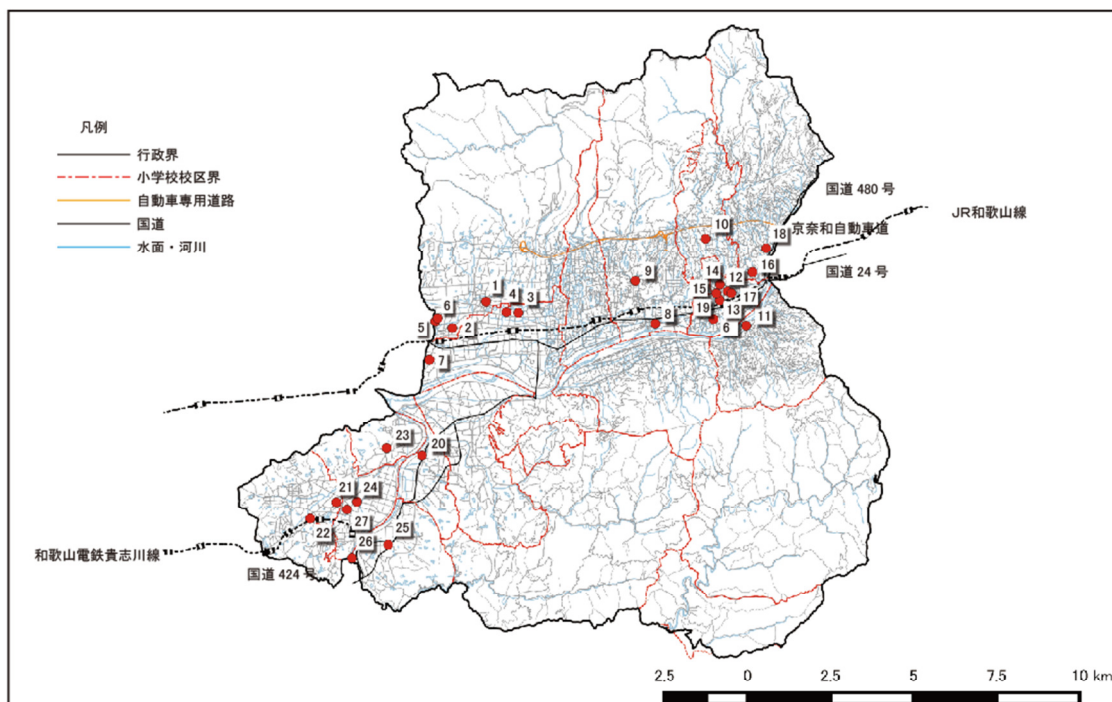 凡例
行政界
小学校校区界
自動車専用道路
国道
水面・河川
国道 480 号
JR和歌山線
京奈和自動車道
国道 24 号
10
18
16
9
14
12
15
1
4
3
6
17
19
13
5
2
8
6
11
7
23
20
21
24
27
25
22
26
和歌山電鉄貴志川線
国道 424 号
2.5
0
2.5
5
7.5
10 km